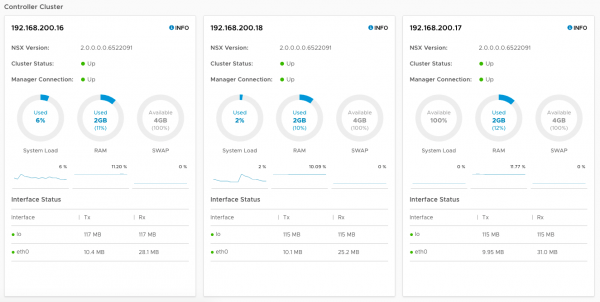 Controller Cluster
192.168.200.16
INFO
NSX Version: 2.0.0.0.0.6522091
Cluster Status: Up
Manager Connection: Up
Used
6%
Used
2GB
(11%)
Available
4GB
(100%)
System Load
RAM
SWAP
6 %
11.20 %
0 %
Interface Status
Interface Tx Rx
lo 117 MB 117 MB
eth0 10.4 MB 28.1 MB
192.168.200.18
INFO
NSX Version: 2.0.0.0.0.6522091
Cluster Status: Up
Manager Connection: Up
Used
2%
Used
2GB
(10%)
Available
4GB
(100%)
System Load
RAM
SWAP
2 %
10.09 %
0 %
Interface Status
Interface Tx Rx
lo 115 MB 115 MB
eth0 10.1 MB 25.2 MB
192.168.200.17
INFO
NSX Version: 2.0.0.0.0.6522091
Cluster Status: Up
Manager Connection: Up
Available
100%
Used
2GB
(12%)
Available
4GB
(100%)
System Load
RAM
SWAP
0 %
11.77 %
0 %
Interface Status
Interface Tx Rx
lo 115 MB 115 MB
eth0 9.95 MB 31.0 MB